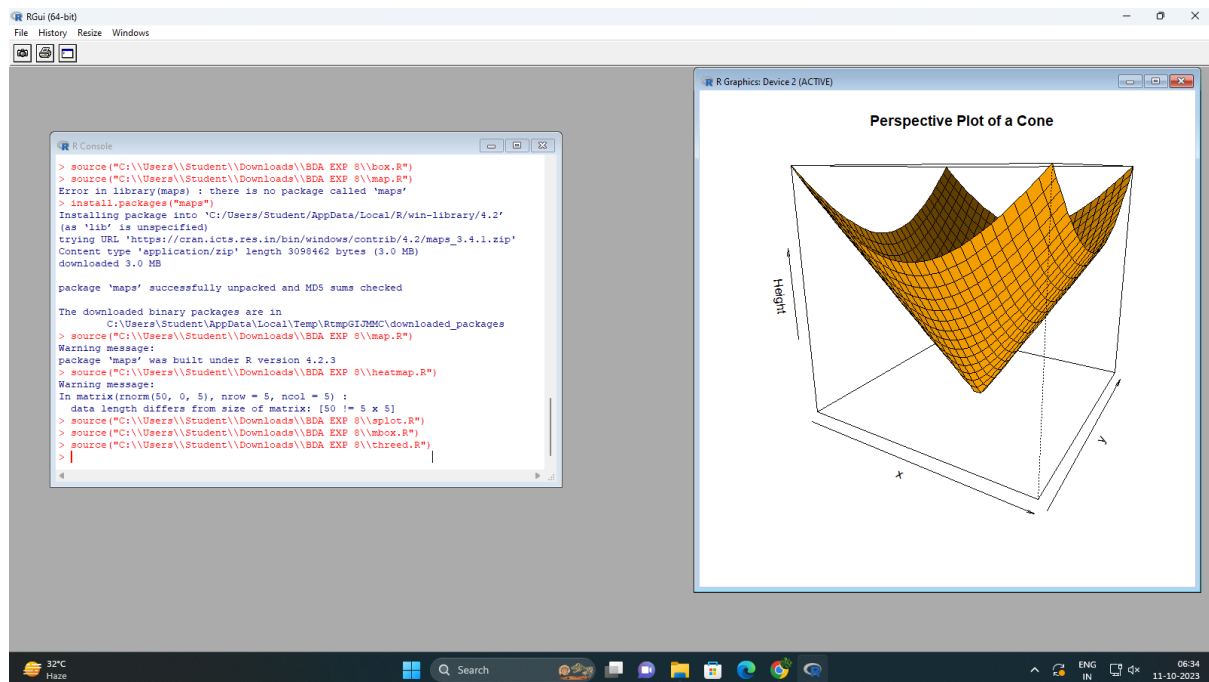 RGui (64-bit)
File History Resize Windows
R Console
> source("C:\\Users\\Student\\Downloads\\BDA EXP 8\\box.R")
> source("C:\\Users\\Student\\Downloads\\BDA EXP 8\\map.R")
Error in library(maps) : there is no package called ‘maps’
> install.packages("maps")
Installing package into ‘C:/Users/Student/AppData/Local/R/win-library/4.2’
(as ‘lib’ is unspecified)
trying URL 'https://cran.icts.res.in/bin/windows/contrib/4.2/maps_3.4.1.zip'
Content type 'application/zip' length 3098462 bytes (3.0 MB)
downloaded 3.0 MB
package ‘maps’ successfully unpacked and MD5 sums checked
The downloaded binary packages are in
C:\Users\Student\AppData\Local\Temp\RtmpGIJMMC\downloaded_packages
> source("C:\\Users\\Student\\Downloads\\BDA EXP 8\\map.R")
Warning message:
package ‘maps’ was built under R version 4.2.3
> source("C:\\Users\\Student\\Downloads\\BDA EXP 8\\heatmap.R")
Warning message:
In matrix(rnorm(50, 0, 5), nrow = 5, ncol = 5) :
data length differs from size of matrix: [50 != 5 x 5]
> source("C:\\Users\\Student\\Downloads\\BDA EXP 8\\splot.R")
> source("C:\\Users\\Student\\Downloads\\BDA EXP 8\\mbox.R")
> source("C:\\Users\\Student\\Downloads\\BDA EXP 8\\threed.R")
>
R Graphics: Device 2 (ACTIVE)
Perspective Plot of a Cone
Height
x
y
32°C
Haze
Search
ENG
IN
06:34
11-10-2023